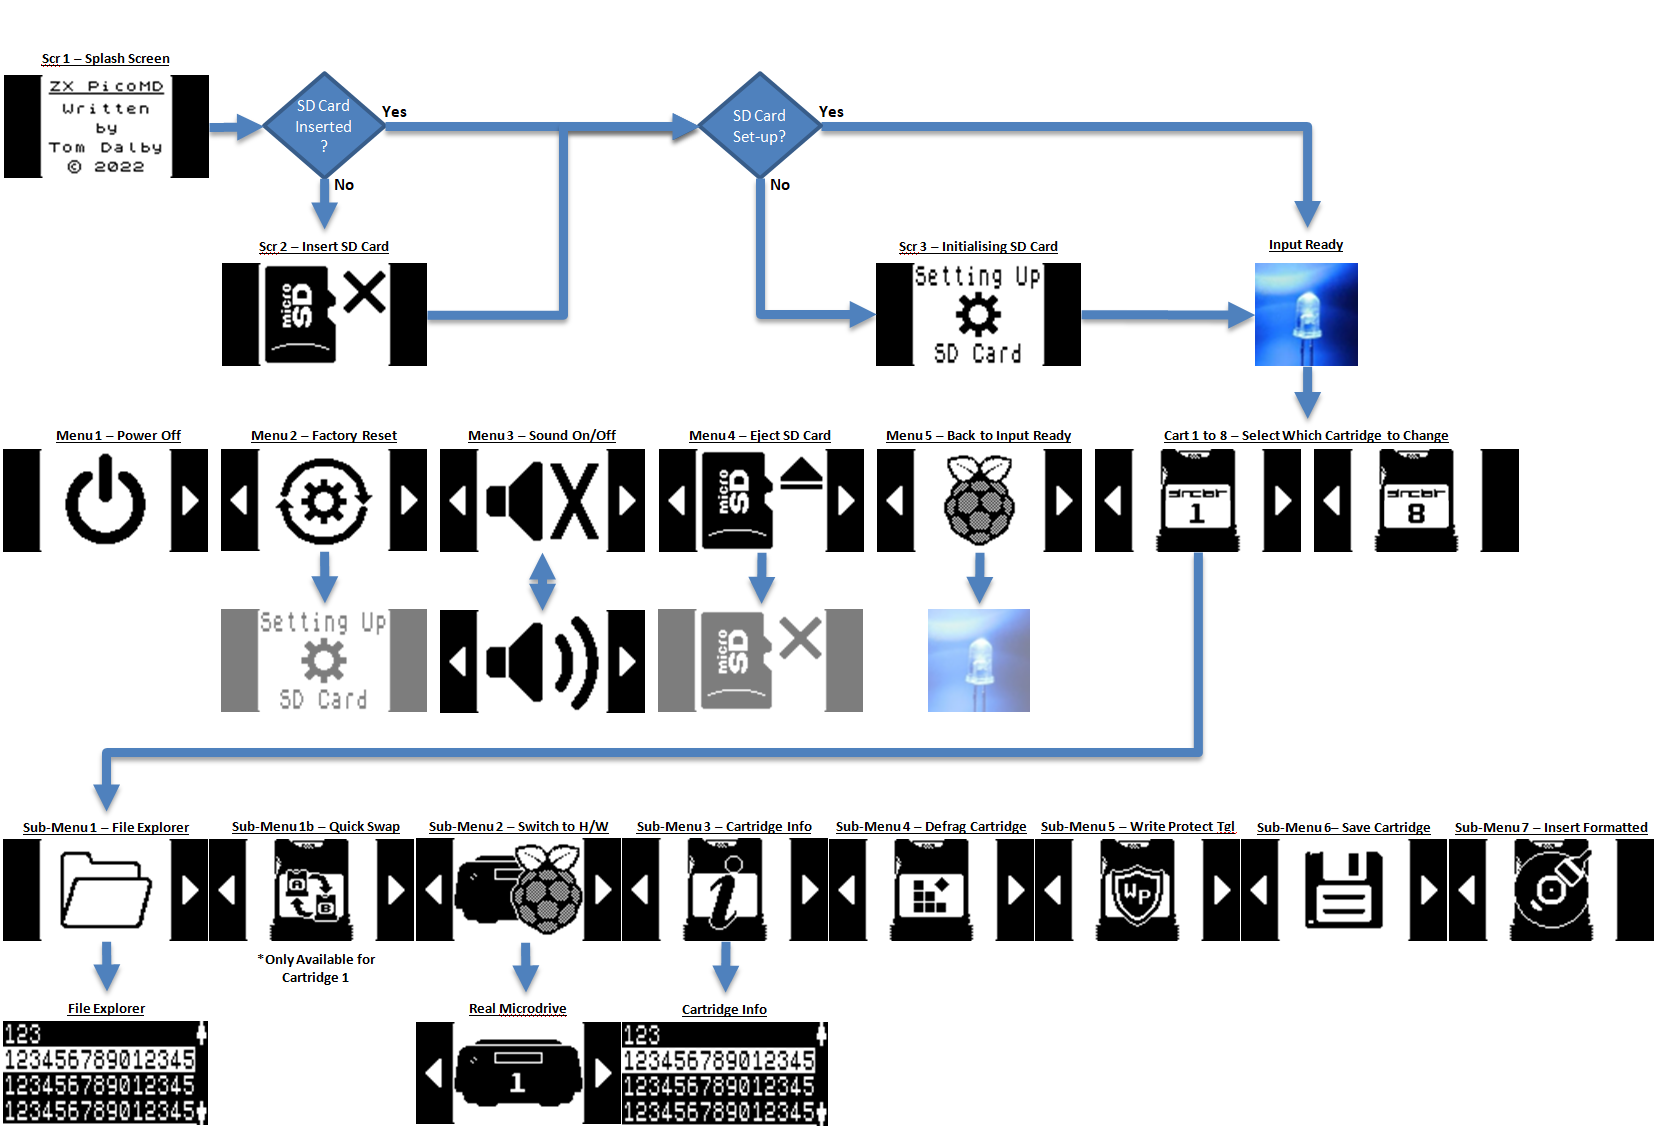 Scr 1 – Splash Screen
ZX PicoMD
Written
by
Tom Dalby
© 2022
SD Card
Inserted
?
Yes
No
SD Card
Set-up?
Yes
No
Scr 2 – Insert SD Card
micro
SD
Scr 3 – Initialising SD Card
Setting Up
SD Card
Input Ready
Menu 1 – Power Off
Menu 2 – Factory Reset
Menu 3 – Sound On/Off
Menu 4 – Eject SD Card
Menu 5 – Back to Input Ready
Cart 1 to 8 – Select Which Cartridge to Change
micro
SD
1
8
Setting Up
SD Card
micro
SD
Sub-Menu 1 – File Explorer
Sub-Menu 1b – Quick Swap
Sub-Menu 2 – Switch to H/W
Sub-Menu 3 – Cartridge Info
Sub-Menu 4 – Defrag Cartridge
Sub-Menu 5 – Write Protect Tgl
Sub-Menu 6– Save Cartridge
Sub-Menu 7 – Insert Formatted
A
B
i
WP
*Only Available for
Cartridge 1
File Explorer
123
123456789012345
123456789012345
123456789012345
Real Microdrive
1
Cartridge Info
123
123456789012345
123456789012345
123456789012345